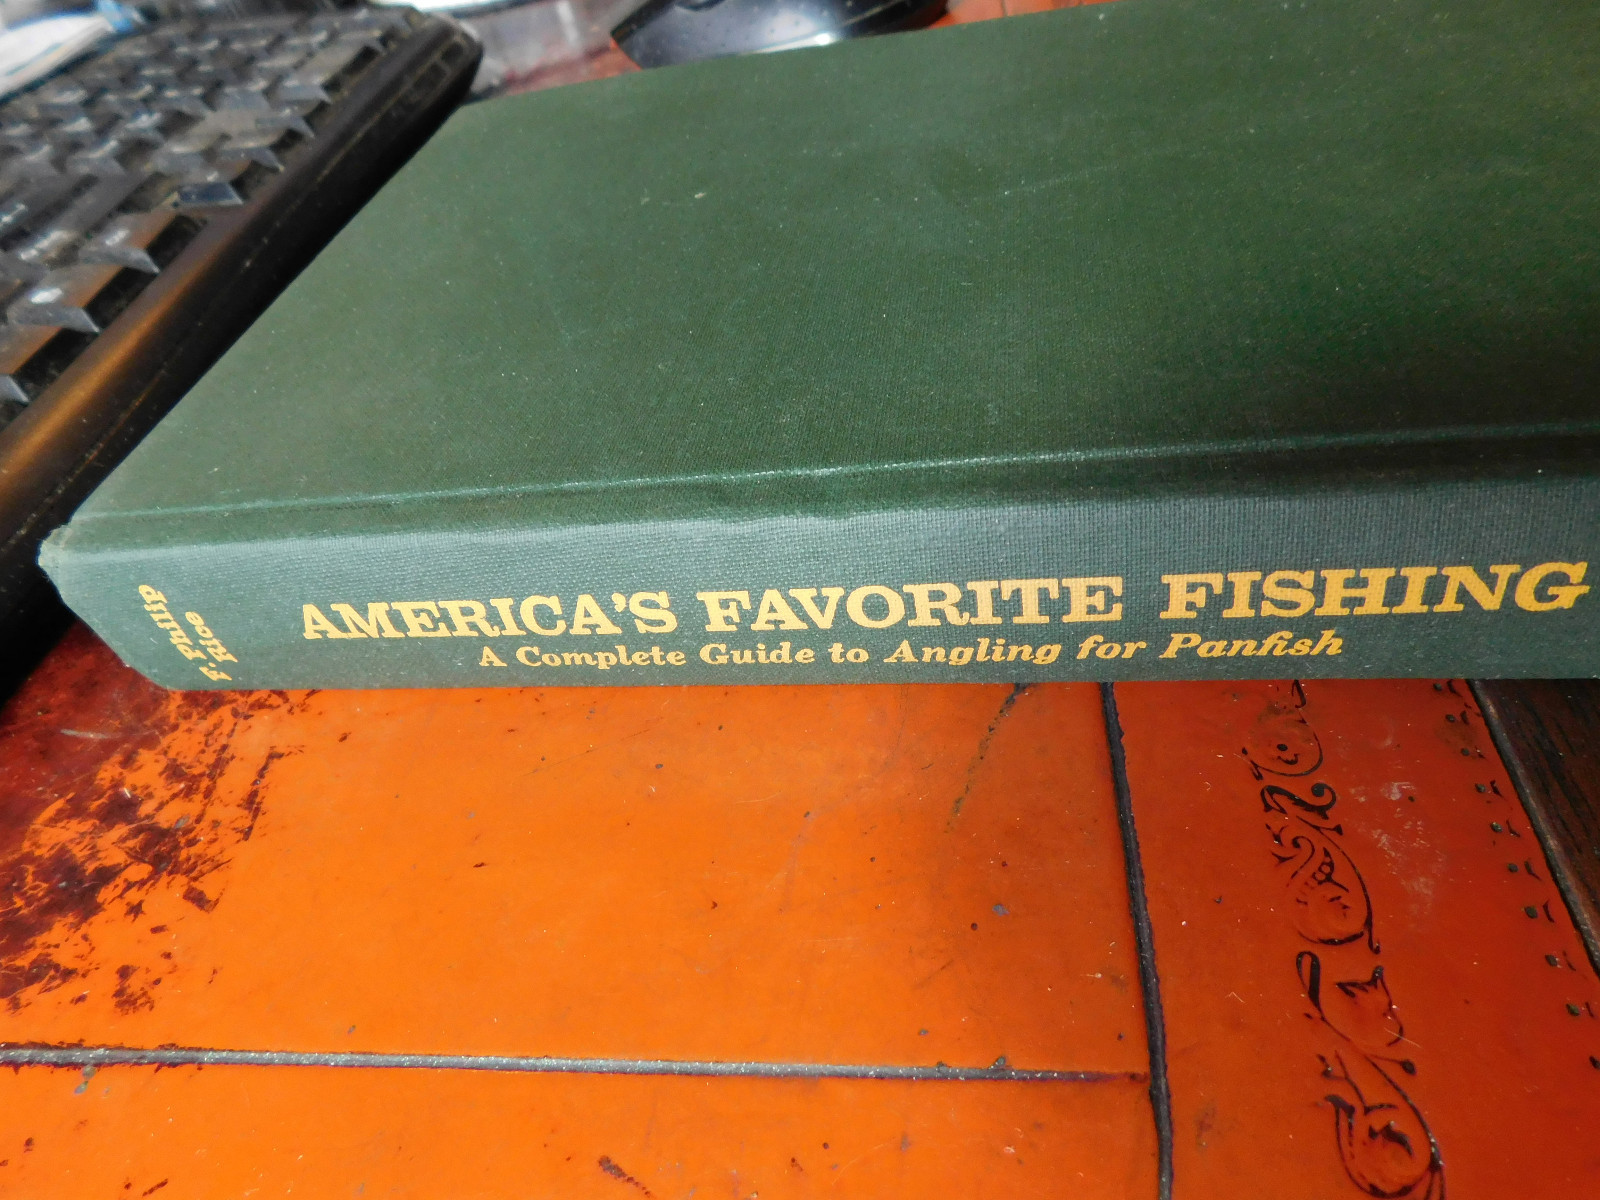 F. Philip
Rice
AMERICA'S FAVORITE FISHING
A Complete Guide to Angling for Panfish